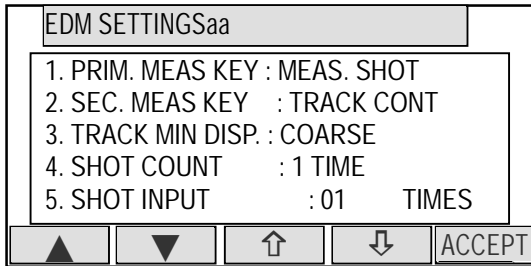 EDM SETTINGSaa
1. PRIM. MEAS KEY : MEAS. SHOT
2. SEC. MEAS KEY : TRACK CONT
3. TRACK MIN DISP. : COARSE
4. SHOT COUNT : 1 TIME
5. SHOT INPUT : 01 TIMES
▲ ▼ ⇧ ⇩ ACCEPT